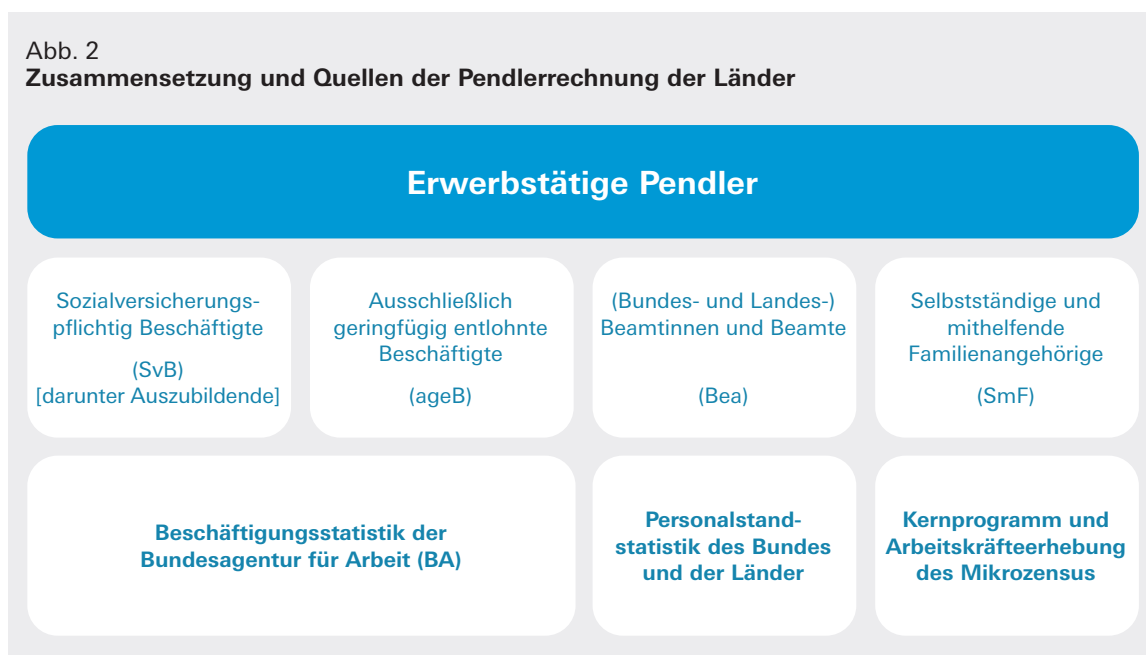 Abb. 2
Zusammensetzung und Quellen der Pendlerrechnung der Länder
Erwerbstätige Pendler
Sozialversicherungs-
pflichtig Beschäftigte
(SvB)
[darunter Auszubildende]
Ausschließlich
geringfügig entlohnte
Beschäftigte
(ageB)
(Bundes- und Landes-)
Beamtinnen und Beamte
(Bea)
Selbstständige und
mithelfende
Familienangehörige
(SmF)
Beschäftigungsstatistik der
Bundesagentur für Arbeit (BA)
Personalstand-
statistik des Bundes
und der Länder
Kernprogramm und
Arbeitskräfteerhebung
des Mikrozensus